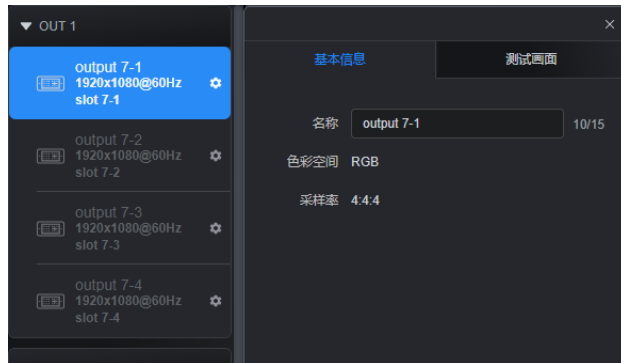 OUT 1
output 7-1
1920x1080@60Hz
slot 7-1
output 7-2
1920x1080@60Hz
slot 7-2
output 7-3
1920x1080@60Hz
slot 7-3
output 7-4
1920x1080@60Hz
slot 7-4
基本信息 测试画面
名称 output 7-1 10/15
色彩空间 RGB
采样率 4:4:4